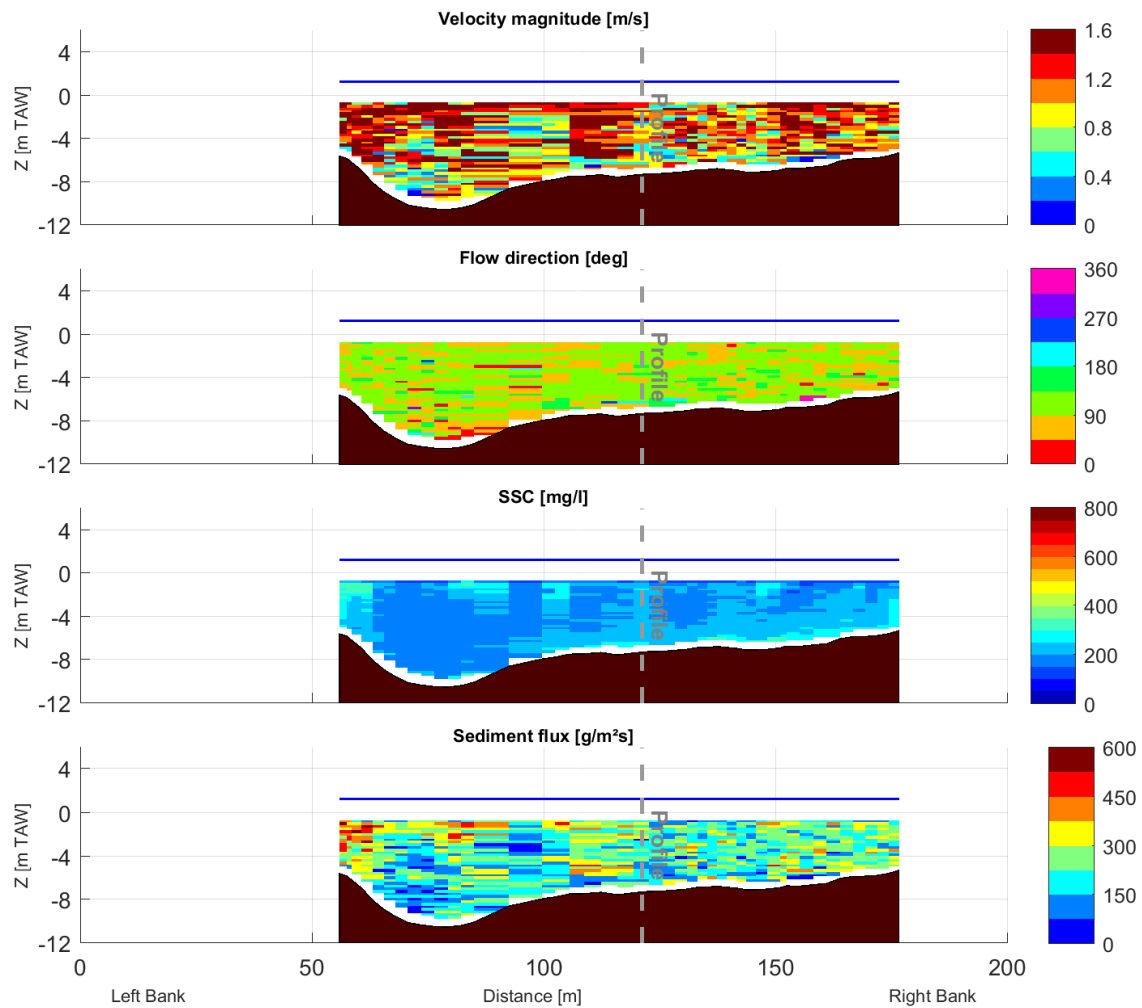 Velocity magnitude [m/s]
4
0
-4
-8
-12
Z [m TAW]
Profile
1.6
1.2
0.8
0.4
0
Flow direction [deg]
4
0
-4
-8
-12
Z [m TAW]
Profile
360
270
180
90
0
SSC [mg/l]
4
0
-4
-8
-12
Z [m TAW]
Profile
800
600
400
200
0
Sediment flux [g/m²s]
4
0
-4
-8
-12
Z [m TAW]
Profile
600
450
300
150
0
0 50 100 150 200
Left Bank Distance [m] Right Bank